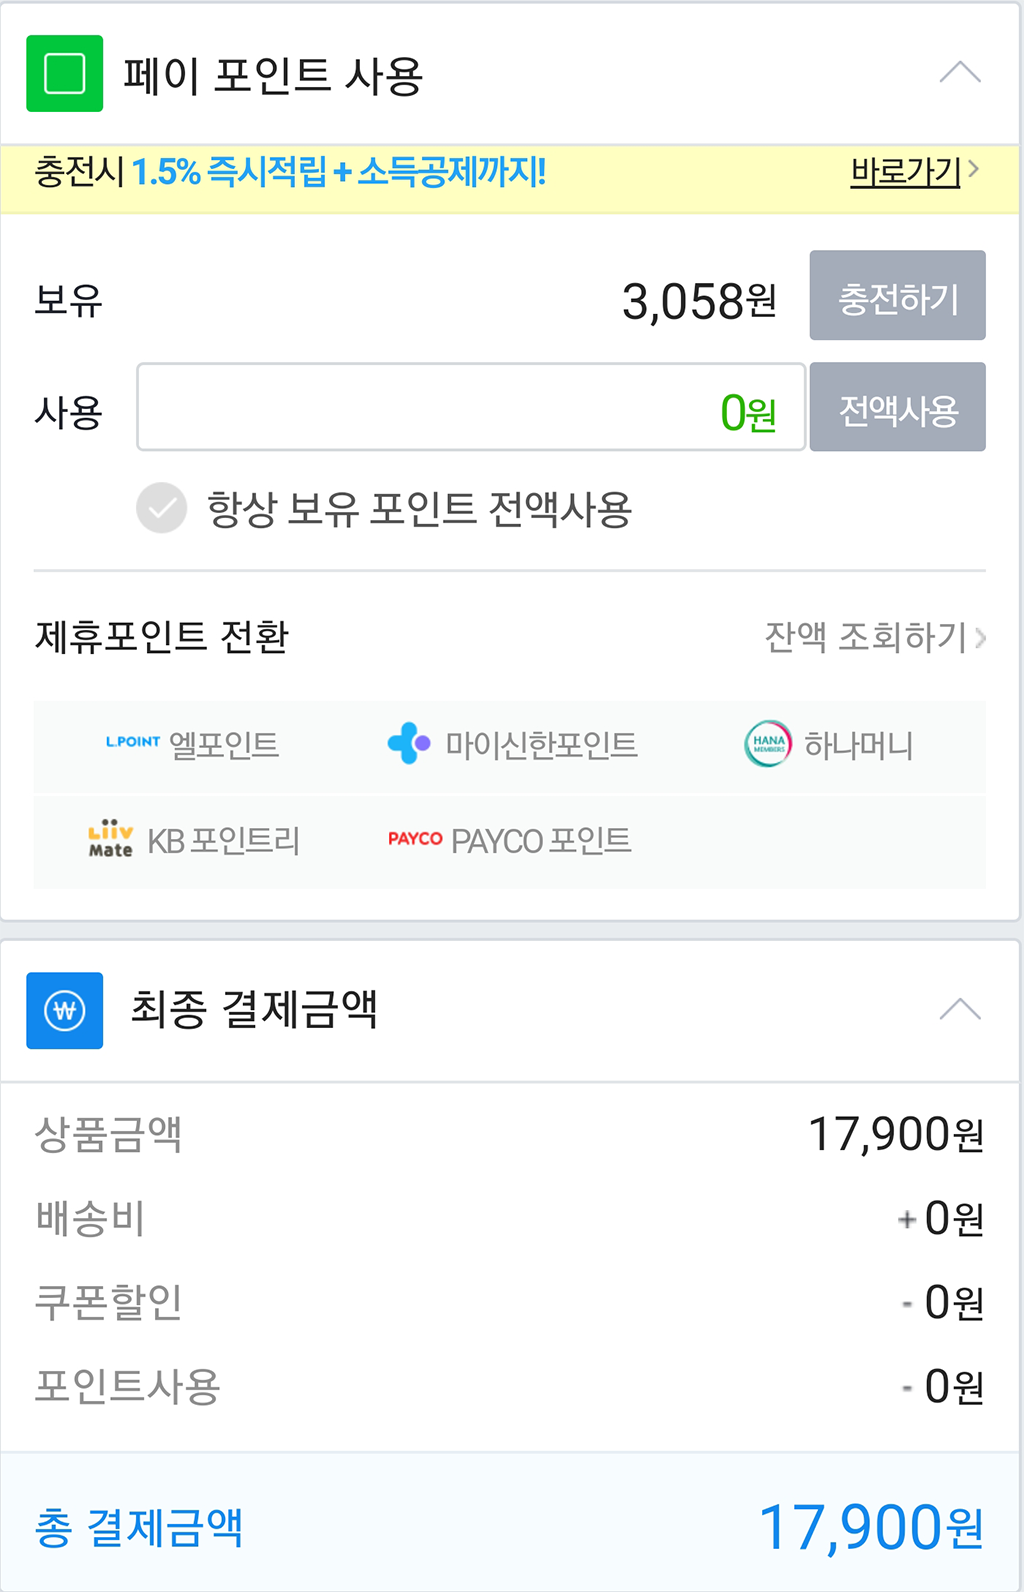 페이 포인트 사용
충전시 1.5% 즉시적립 + 소득공제까지! 바로가기 >
보유 3,058원 충전하기
사용 0원 전액사용
항상 보유 포인트 전액사용
제휴포인트 전환 잔액 조회하기 >
L.POINT 엘포인트 마이신한포인트 HANA MEMBERS 하나머니
Liiv Mate KB 포인트리 PAYCO PAYCO 포인트
₩ 최종 결제금액
상품금액 17,900원
배송비 + 0원
쿠폰할인 - 0원
포인트사용 - 0원
총 결제금액 17,900원